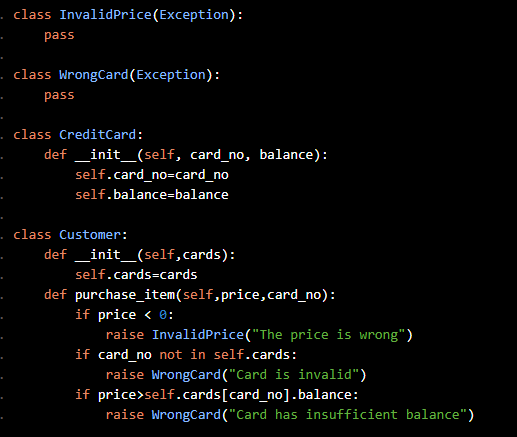 class InvalidPrice(Exception):
    pass

class WrongCard(Exception):
    pass

class CreditCard:
    def __init__(self, card_no, balance):
        self.card_no=card_no
        self.balance=balance

class Customer:
    def __init__(self,cards):
        self.cards=cards
    def purchase_item(self,price,card_no):
        if price < 0:
            raise InvalidPrice("The price is wrong")
        if card_no not in self.cards:
            raise WrongCard("Card is invalid")
        if price>self.cards[card_no].balance:
            raise WrongCard("Card has insufficient balance")